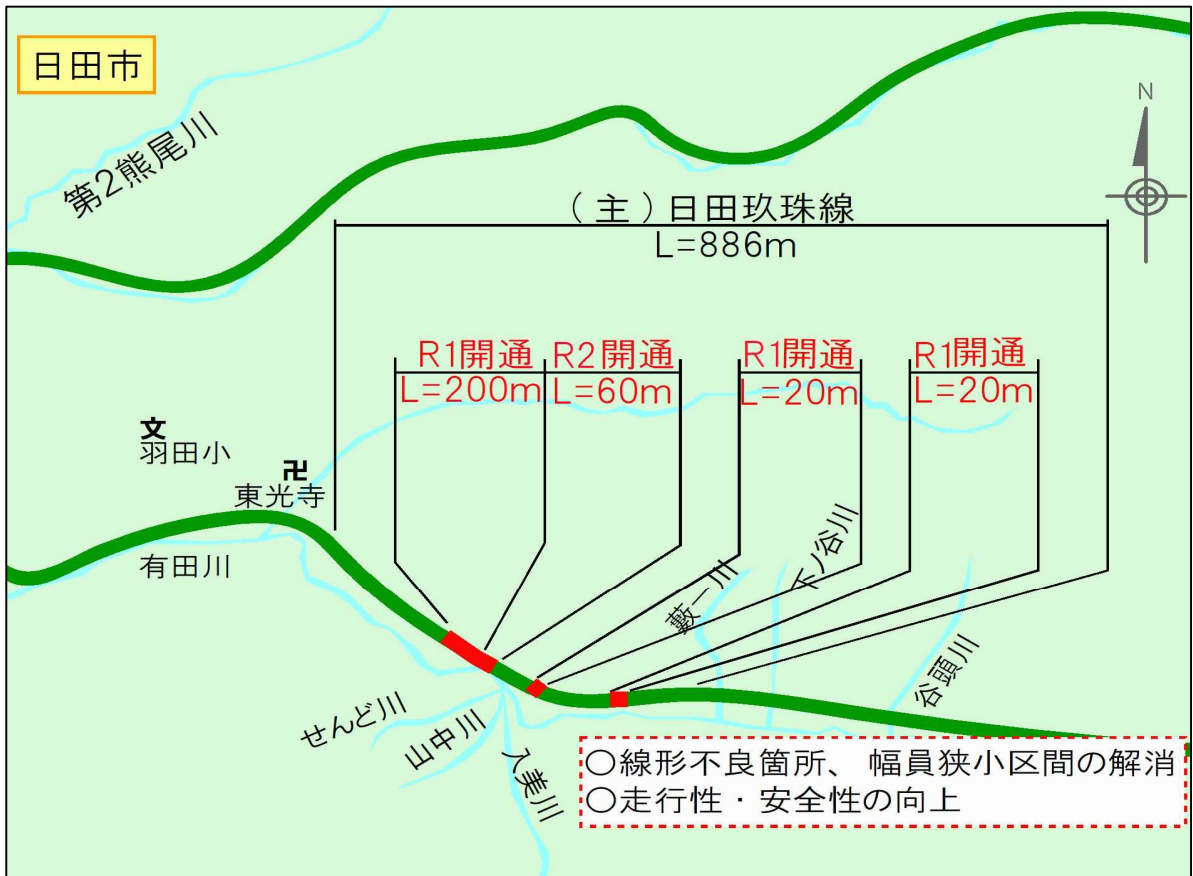 日田市
第2熊尾川
N
(主)日田玖珠線
L=886m
R1開通
L=200m
R2開通
L=60m
R1開通
L=20m
R1開通
L=20m
文
羽田小
卍
東光寺
有田川
藪一川
下ノ谷川
谷頭川
せんど川
山中川
入美川
○線形不良箇所、幅員狭小区間の解消
○走行性・安全性の向上